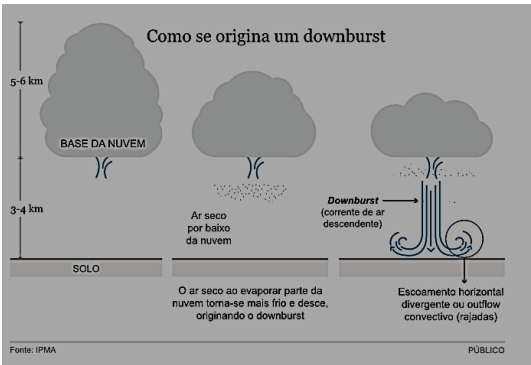 Como se origina um downburst
5-6 km
BASE DA NUVEM
3-4 km
Ar seco
por baixo
da nuvem
Downburst
(corrente de ar
descendente)
SOLO
O ar seco ao evaporar parte da
nuvem torna-se mais frio e desce,
originando o downburst
Escoamento horizontal
divergente ou outflow
convectivo (rajadas)
Fonte: IPMA
PÚBLICO